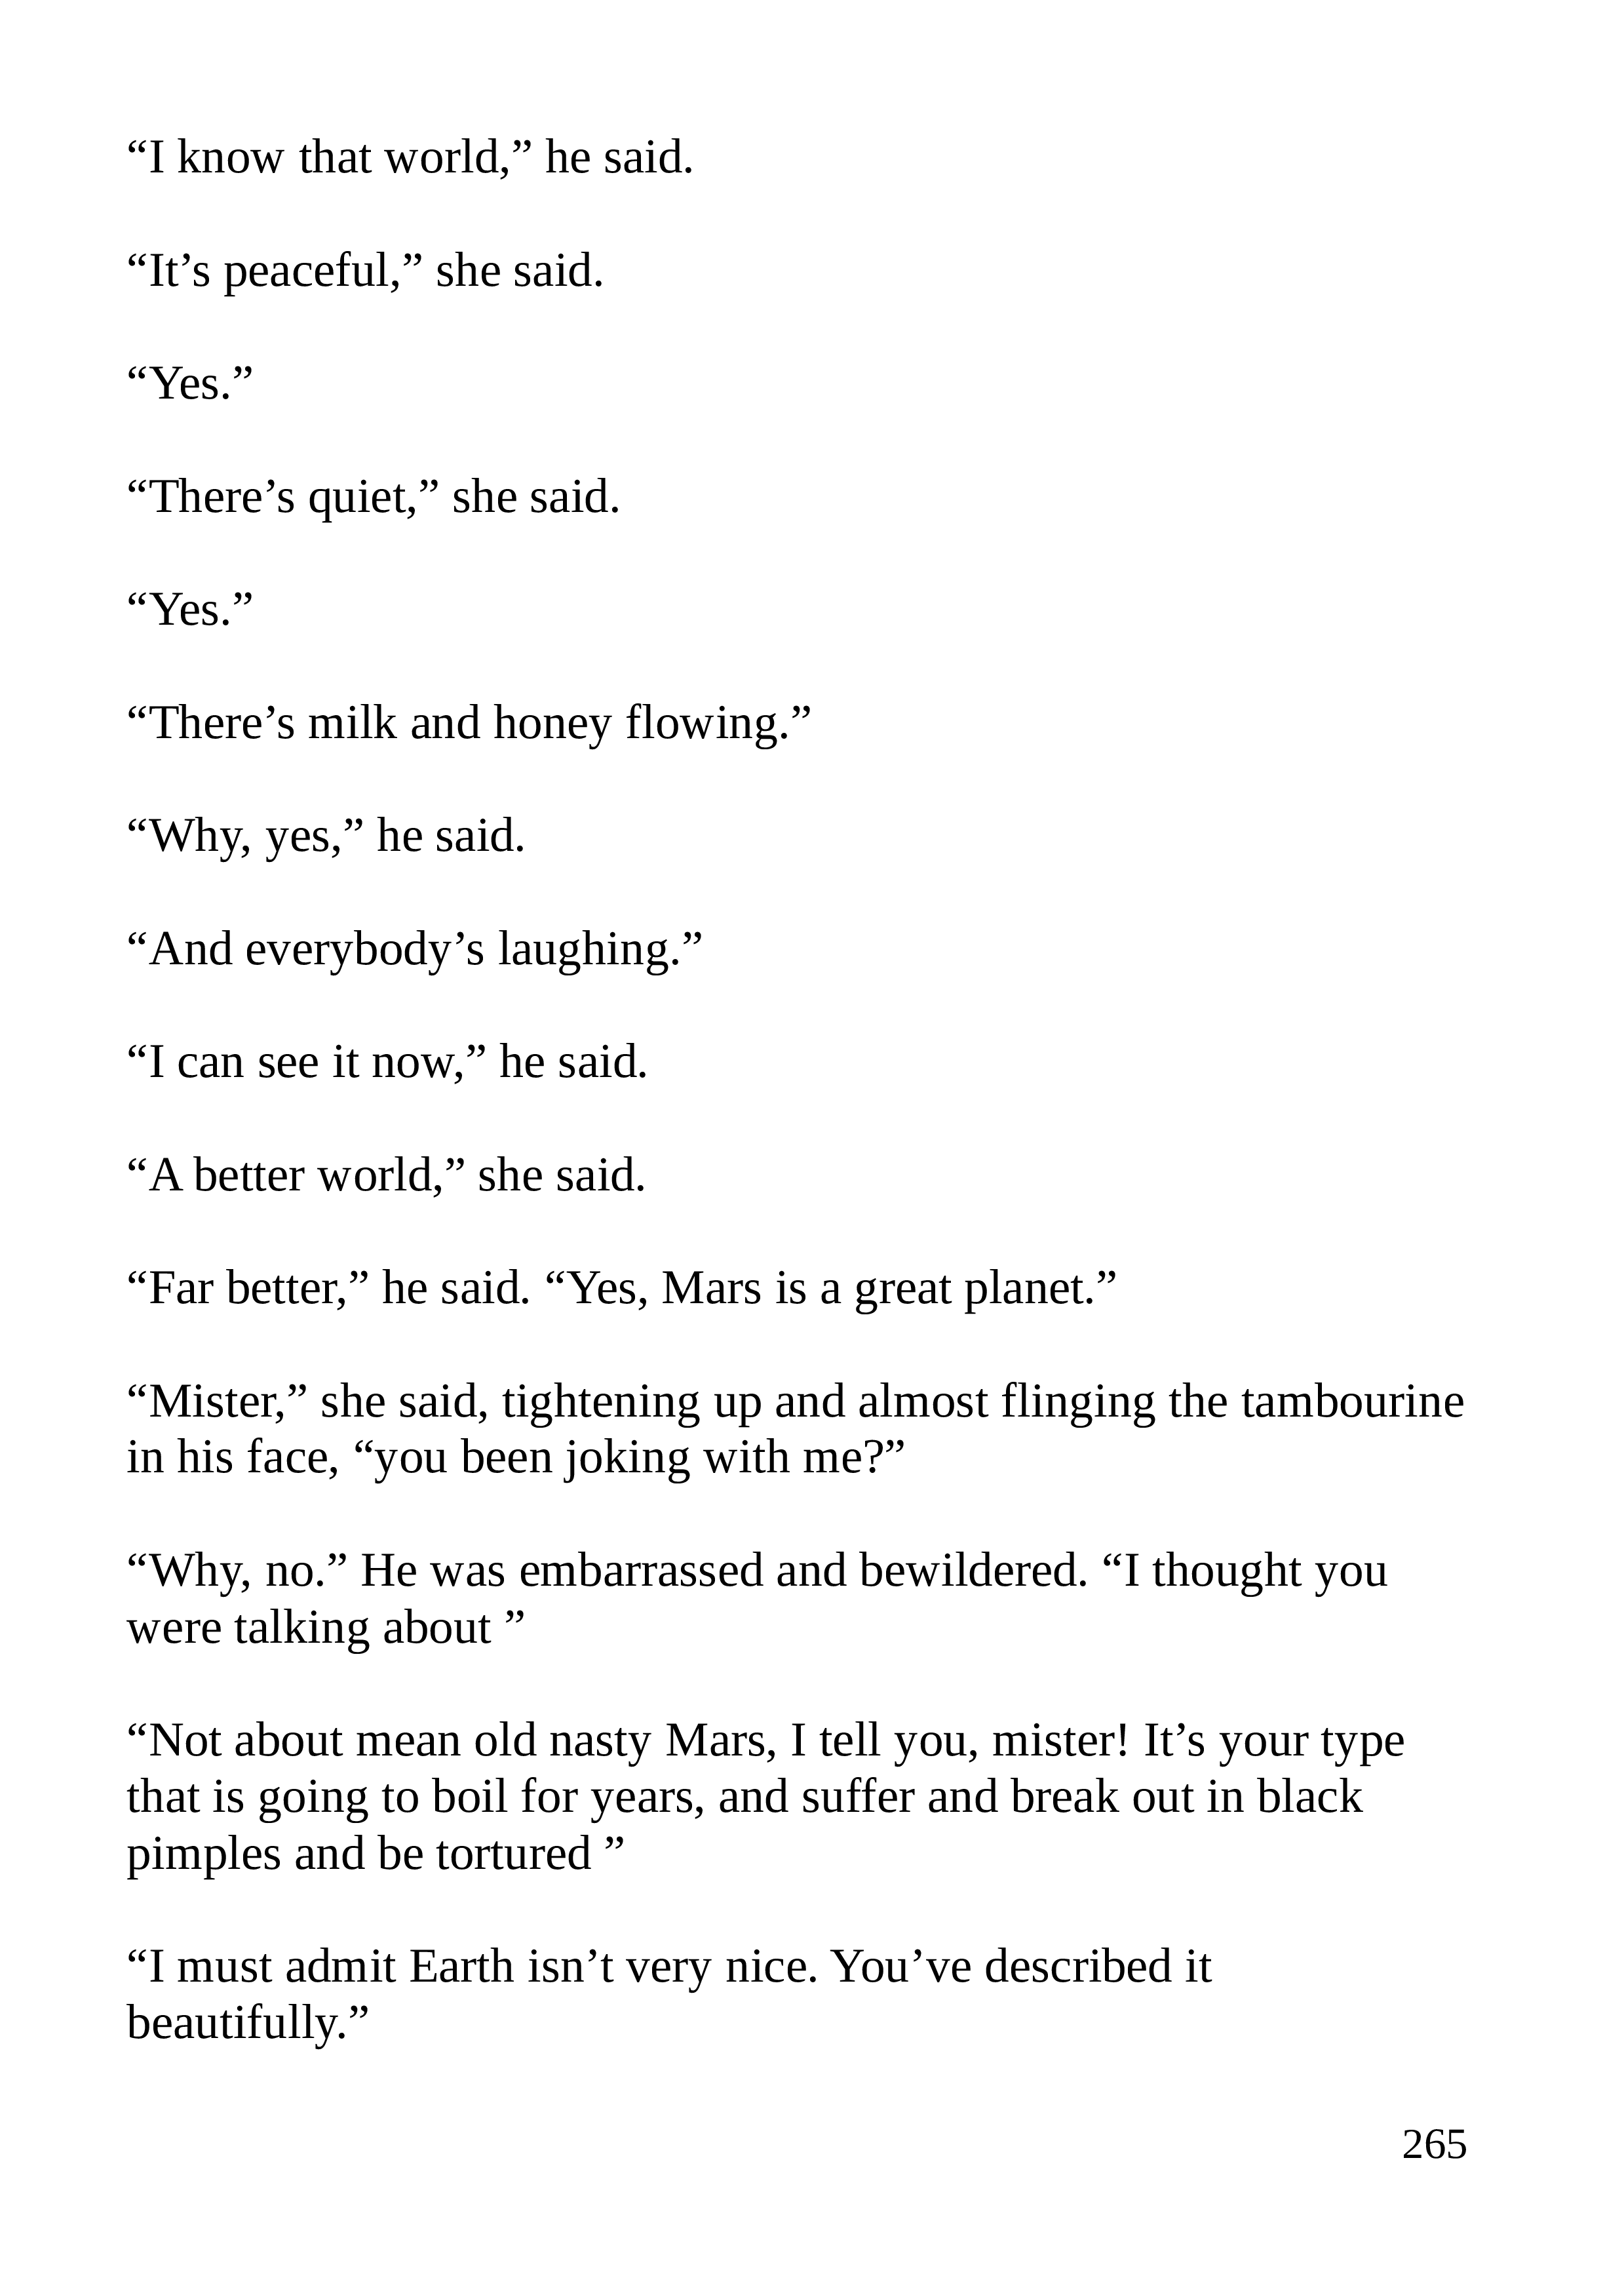 “I know that world,” he said.
“It’s peaceful,” she said.
“Yes.”
“There’s quiet,” she said.
“Yes.”
“There’s milk and honey flowing.”
“Why, yes,” he said.
“And everybody’s laughing.”
“I can see it now,” he said.
“A better world,” she said.
“Far better,” he said. “Yes, Mars is a great planet.”
“Mister,” she said, tightening up and almost flinging the tambourine
in his face, “you been joking with me?”
“Why, no.” He was embarrassed and bewildered. “I thought you
were talking about ”
“Not about mean old nasty Mars, I tell you, mister! It’s your type
that is going to boil for years, and suffer and break out in black
pimples and be tortured ”
“I must admit Earth isn’t very nice. You’ve described it
beautifully.”
265